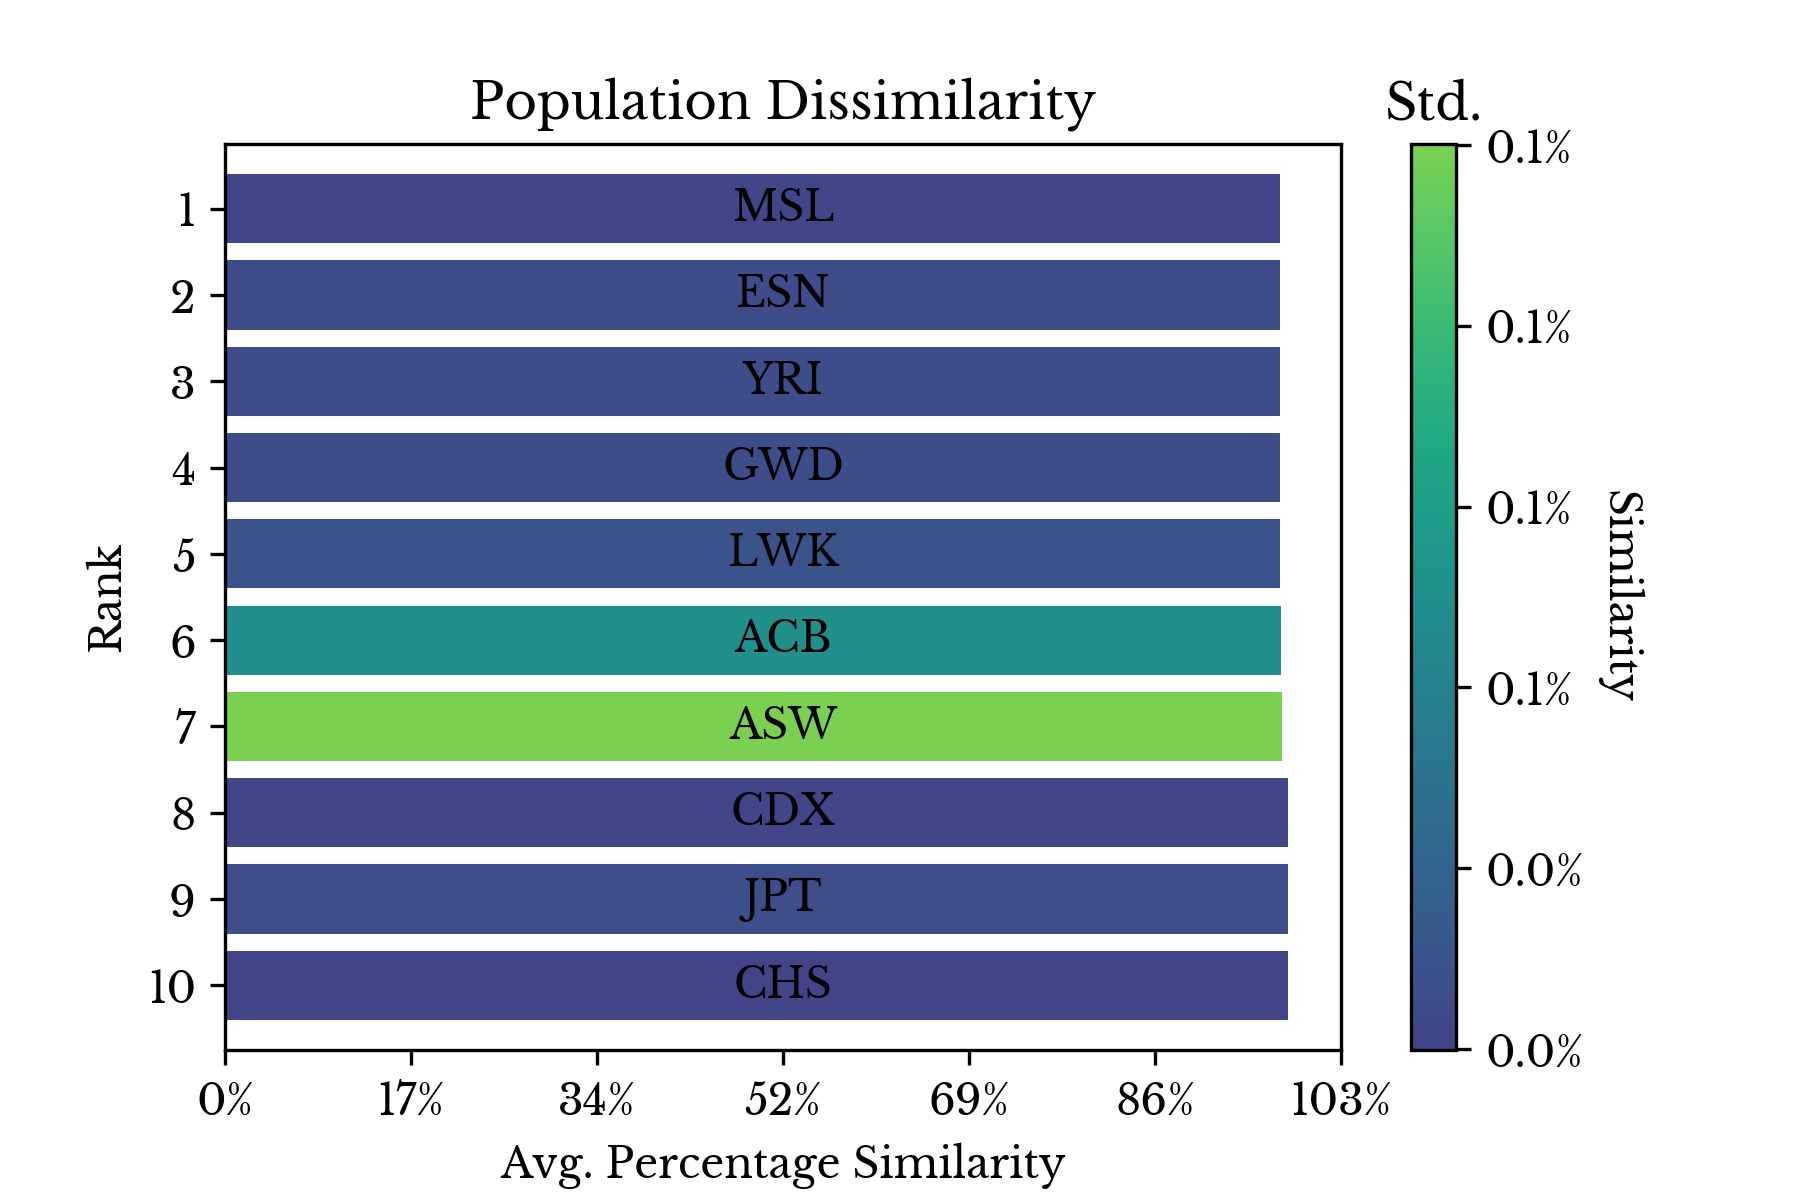 Population Dissimilarity
Std.
Rank
1
MSL
2
ESN
3
YRI
4
GWD
5
LWK
6
ACB
7
ASW
8
CDX
9
JPT
10
CHS
0%
17%
34%
52%
69%
86%
103%
Avg. Percentage Similarity
0.1%
0.1%
0.1%
0.1%
0.0%
0.0%
Similarity